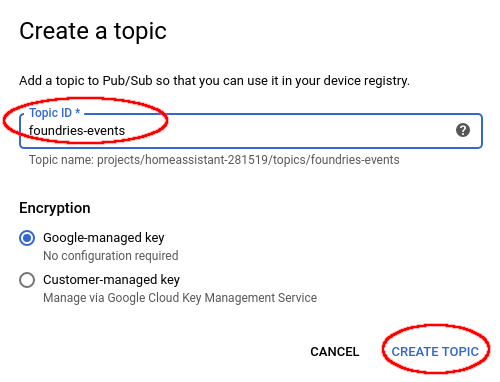 Create a topic
Add a topic to Pub/Sub so that you can use it in your device registry.
Topic ID *
foundries-events
?
Topic name: projects/homeassistant-281519/topics/foundries-events
Encryption
Google-managed key
No configuration required
Customer-managed key
Manage via Google Cloud Key Management Service
CANCEL CREATE TOPIC